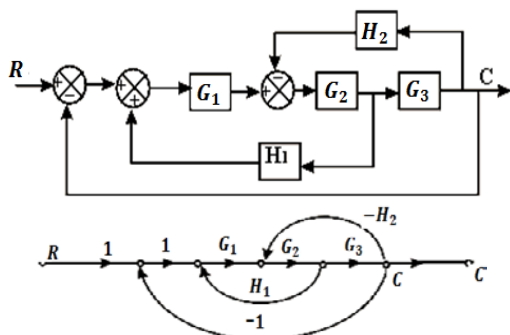 H2
R + − + + G1 + − G2 G3 C
H1
−H2
R 1 1 G1 G2 G3 C C
H1
−1